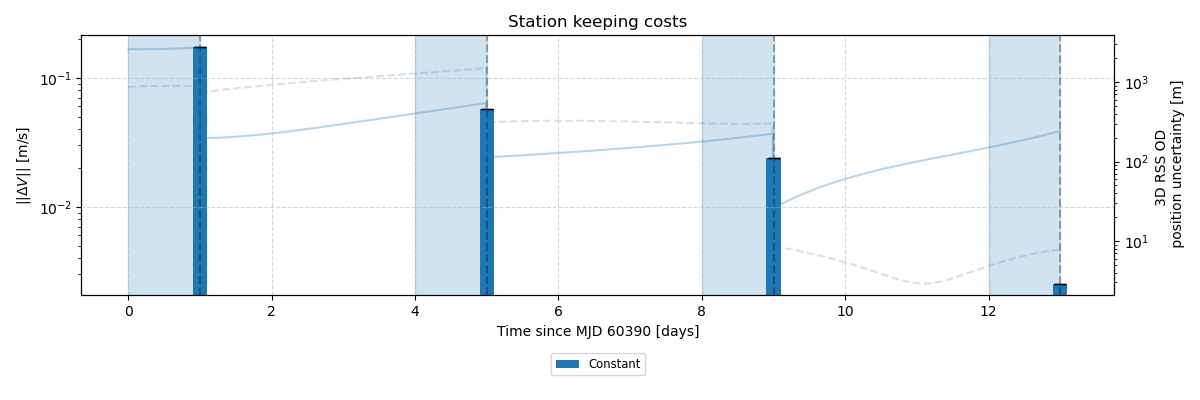 Station keeping costs
||ΔV|| [m/s]
10⁻¹
10⁻²
10³
10²
10¹
3D RSS OD
position uncertainty [m]
0 2 4 6 8 10 12
Time since MJD 60390 [days]
Constant